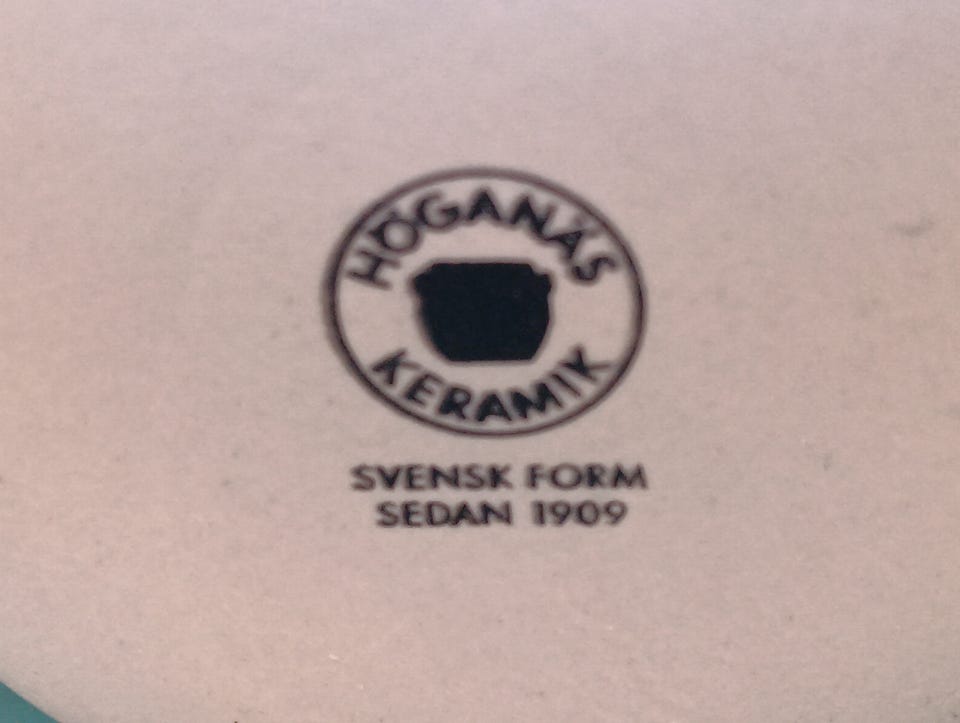 HÖGANÄS
KERAMIK
SVENSK FORM
SEDAN 1909